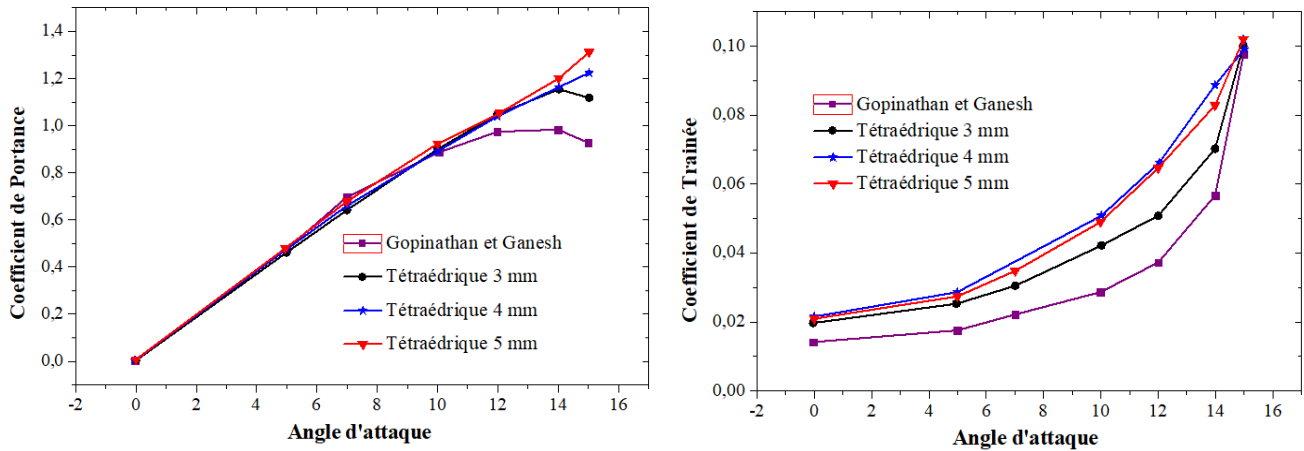 1,4
1,2
1,0
0,8
0,6
0,4
0,2
0,0
Coefficient de Portance
Gopinathan et Ganesh
Tétraédrique 3 mm
Tétraédrique 4 mm
Tétraédrique 5 mm
-2 0 2 4 6 8 10 12 14 16
Angle d'attaque
0,10
0,08
0,06
0,04
0,02
0,00
Coefficient de Trainée
Gopinathan et Ganesh
Tétraédrique 3 mm
Tétraédrique 4 mm
Tétraédrique 5 mm
-2 0 2 4 6 8 10 12 14 16
Angle d'attaque